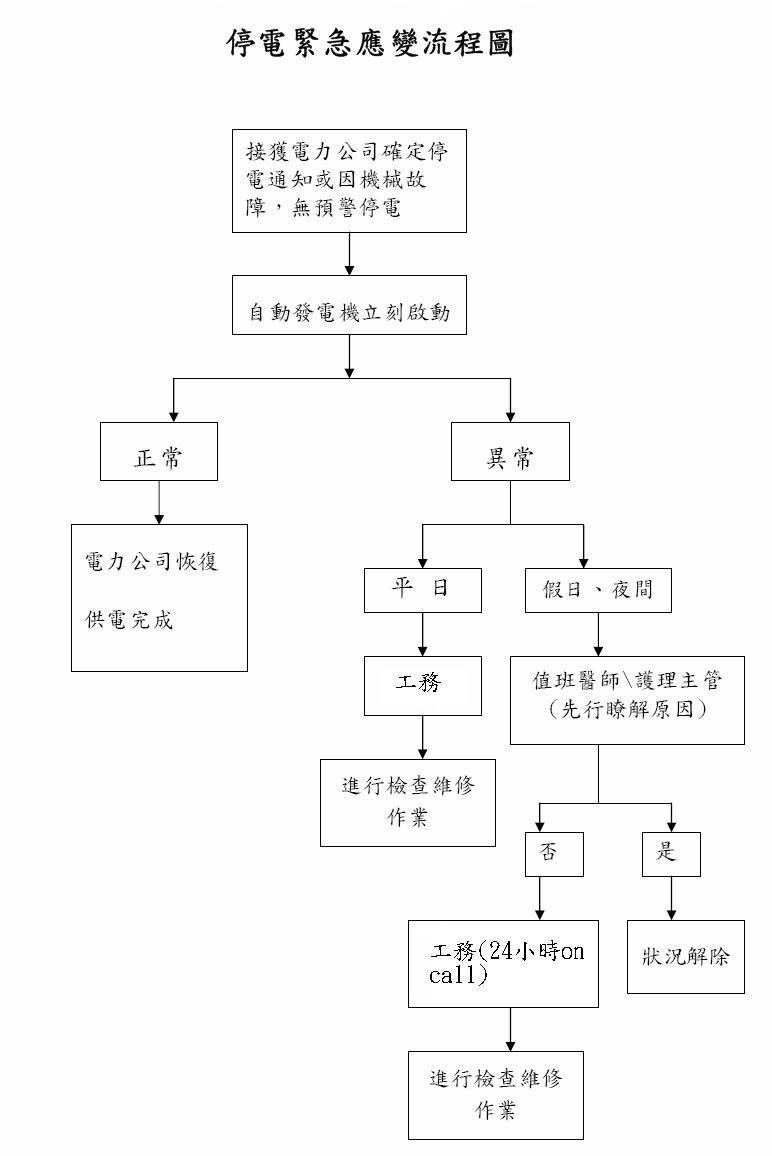 停電緊急應變流程圖
接獲電力公司確定停
電通知或因機械故
障，無預警停電
自動發電機立刻啟動
正常
異常
電力公司恢復
供電完成
平 日
假日、夜間
工務
值班醫師\護理主管
(先行瞭解原因)
進行檢查維修
作業
否
是
工務(24小時on
call)
狀況解除
進行檢查維修
作業